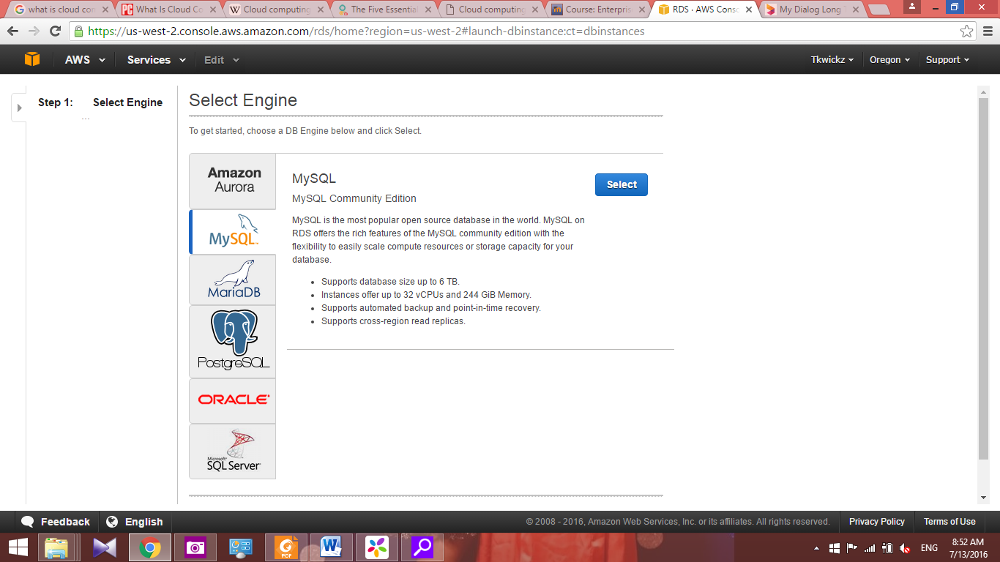 what is cloud con
What Is Cloud Co
Cloud computing
The Five Essentia
Cloud computing
Course: Enterpris
RDS · AWS Conso
My Dialog Long T
https://us-west-2.console.aws.amazon.com/rds/home?region=us-west-2#launch-dbinstance:ct=dbinstances
AWS Services Edit Tkwickz Oregon Support
Step 1: Select Engine
...
Select Engine
To get started, choose a DB Engine below and click Select.
Amazon
Aurora
MySQL
MariaDB
PostgreSQL
ORACLE
Microsoft
SQL Server
MySQL
Select
MySQL Community Edition
MySQL is the most popular open source database in the world. MySQL on
RDS offers the rich features of the MySQL community edition with the
flexibility to easily scale compute resources or storage capacity for your
database.
• Supports database size up to 6 TB.
• Instances offer up to 32 vCPUs and 244 GiB Memory.
• Supports automated backup and point-in-time recovery.
• Supports cross-region read replicas.
Feedback English © 2008 - 2016, Amazon Web Services, Inc. or its affiliates. All rights reserved. Privacy Policy Terms of Use
PDF
ENG
8:52 AM
7/13/2016